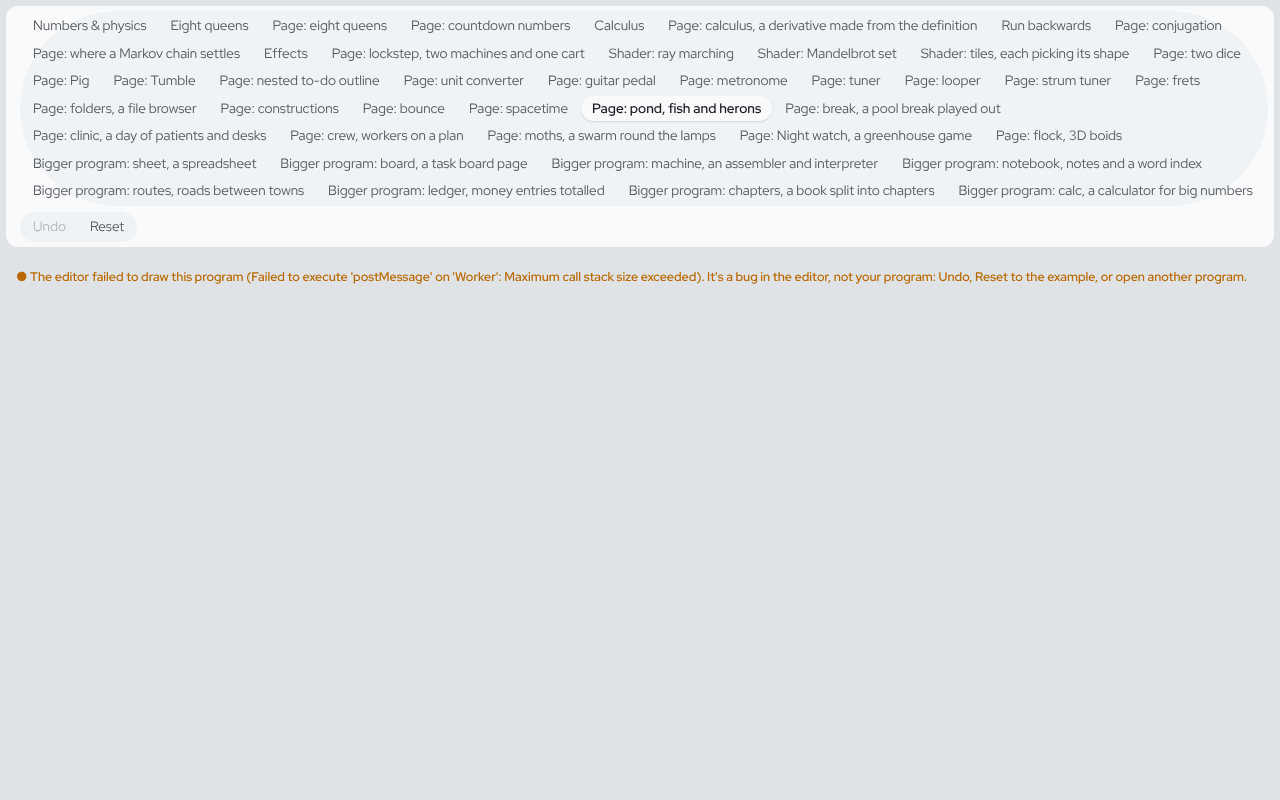 Numbers & physics Eight queens Page: eight queens Page: countdown numbers Calculus Page: calculus, a derivative made from the definition Run backwards Page: conjugation
Page: where a Markov chain settles Effects Page: lockstep, two machines and one cart Shader: ray marching Shader: Mandelbrot set Shader: tiles, each picking its shape Page: two dice
Page: Pig Page: Tumble Page: nested to-do outline Page: unit converter Page: guitar pedal Page: metronome Page: tuner Page: looper Page: strum tuner Page: frets
Page: folders, a file browser Page: constructions Page: bounce Page: spacetime Page: pond, fish and herons Page: break, a pool break played out
Page: clinic, a day of patients and desks Page: crew, workers on a plan Page: moths, a swarm round the lamps Page: Night watch, a greenhouse game Page: flock, 3D boids
Bigger program: sheet, a spreadsheet Bigger program: board, a task board page Bigger program: machine, an assembler and interpreter Bigger program: notebook, notes and a word index
Bigger program: routes, roads between towns Bigger program: ledger, money entries totalled Bigger program: chapters, a book split into chapters Bigger program: calc, a calculator for big numbers
Undo Reset
The editor failed to draw this program (Failed to execute 'postMessage' on 'Worker': Maximum call stack size exceeded). It's a bug in the editor, not your program: Undo, Reset to the example, or open another program.